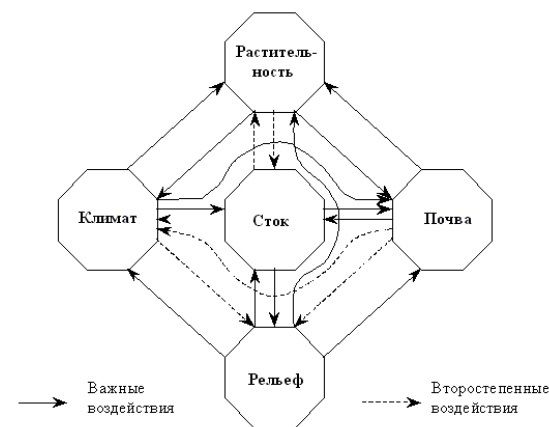 Раститель-
ность
Климат
Сток
Почва
Рельеф
Важные
воздействия
Второстепенные
воздействия